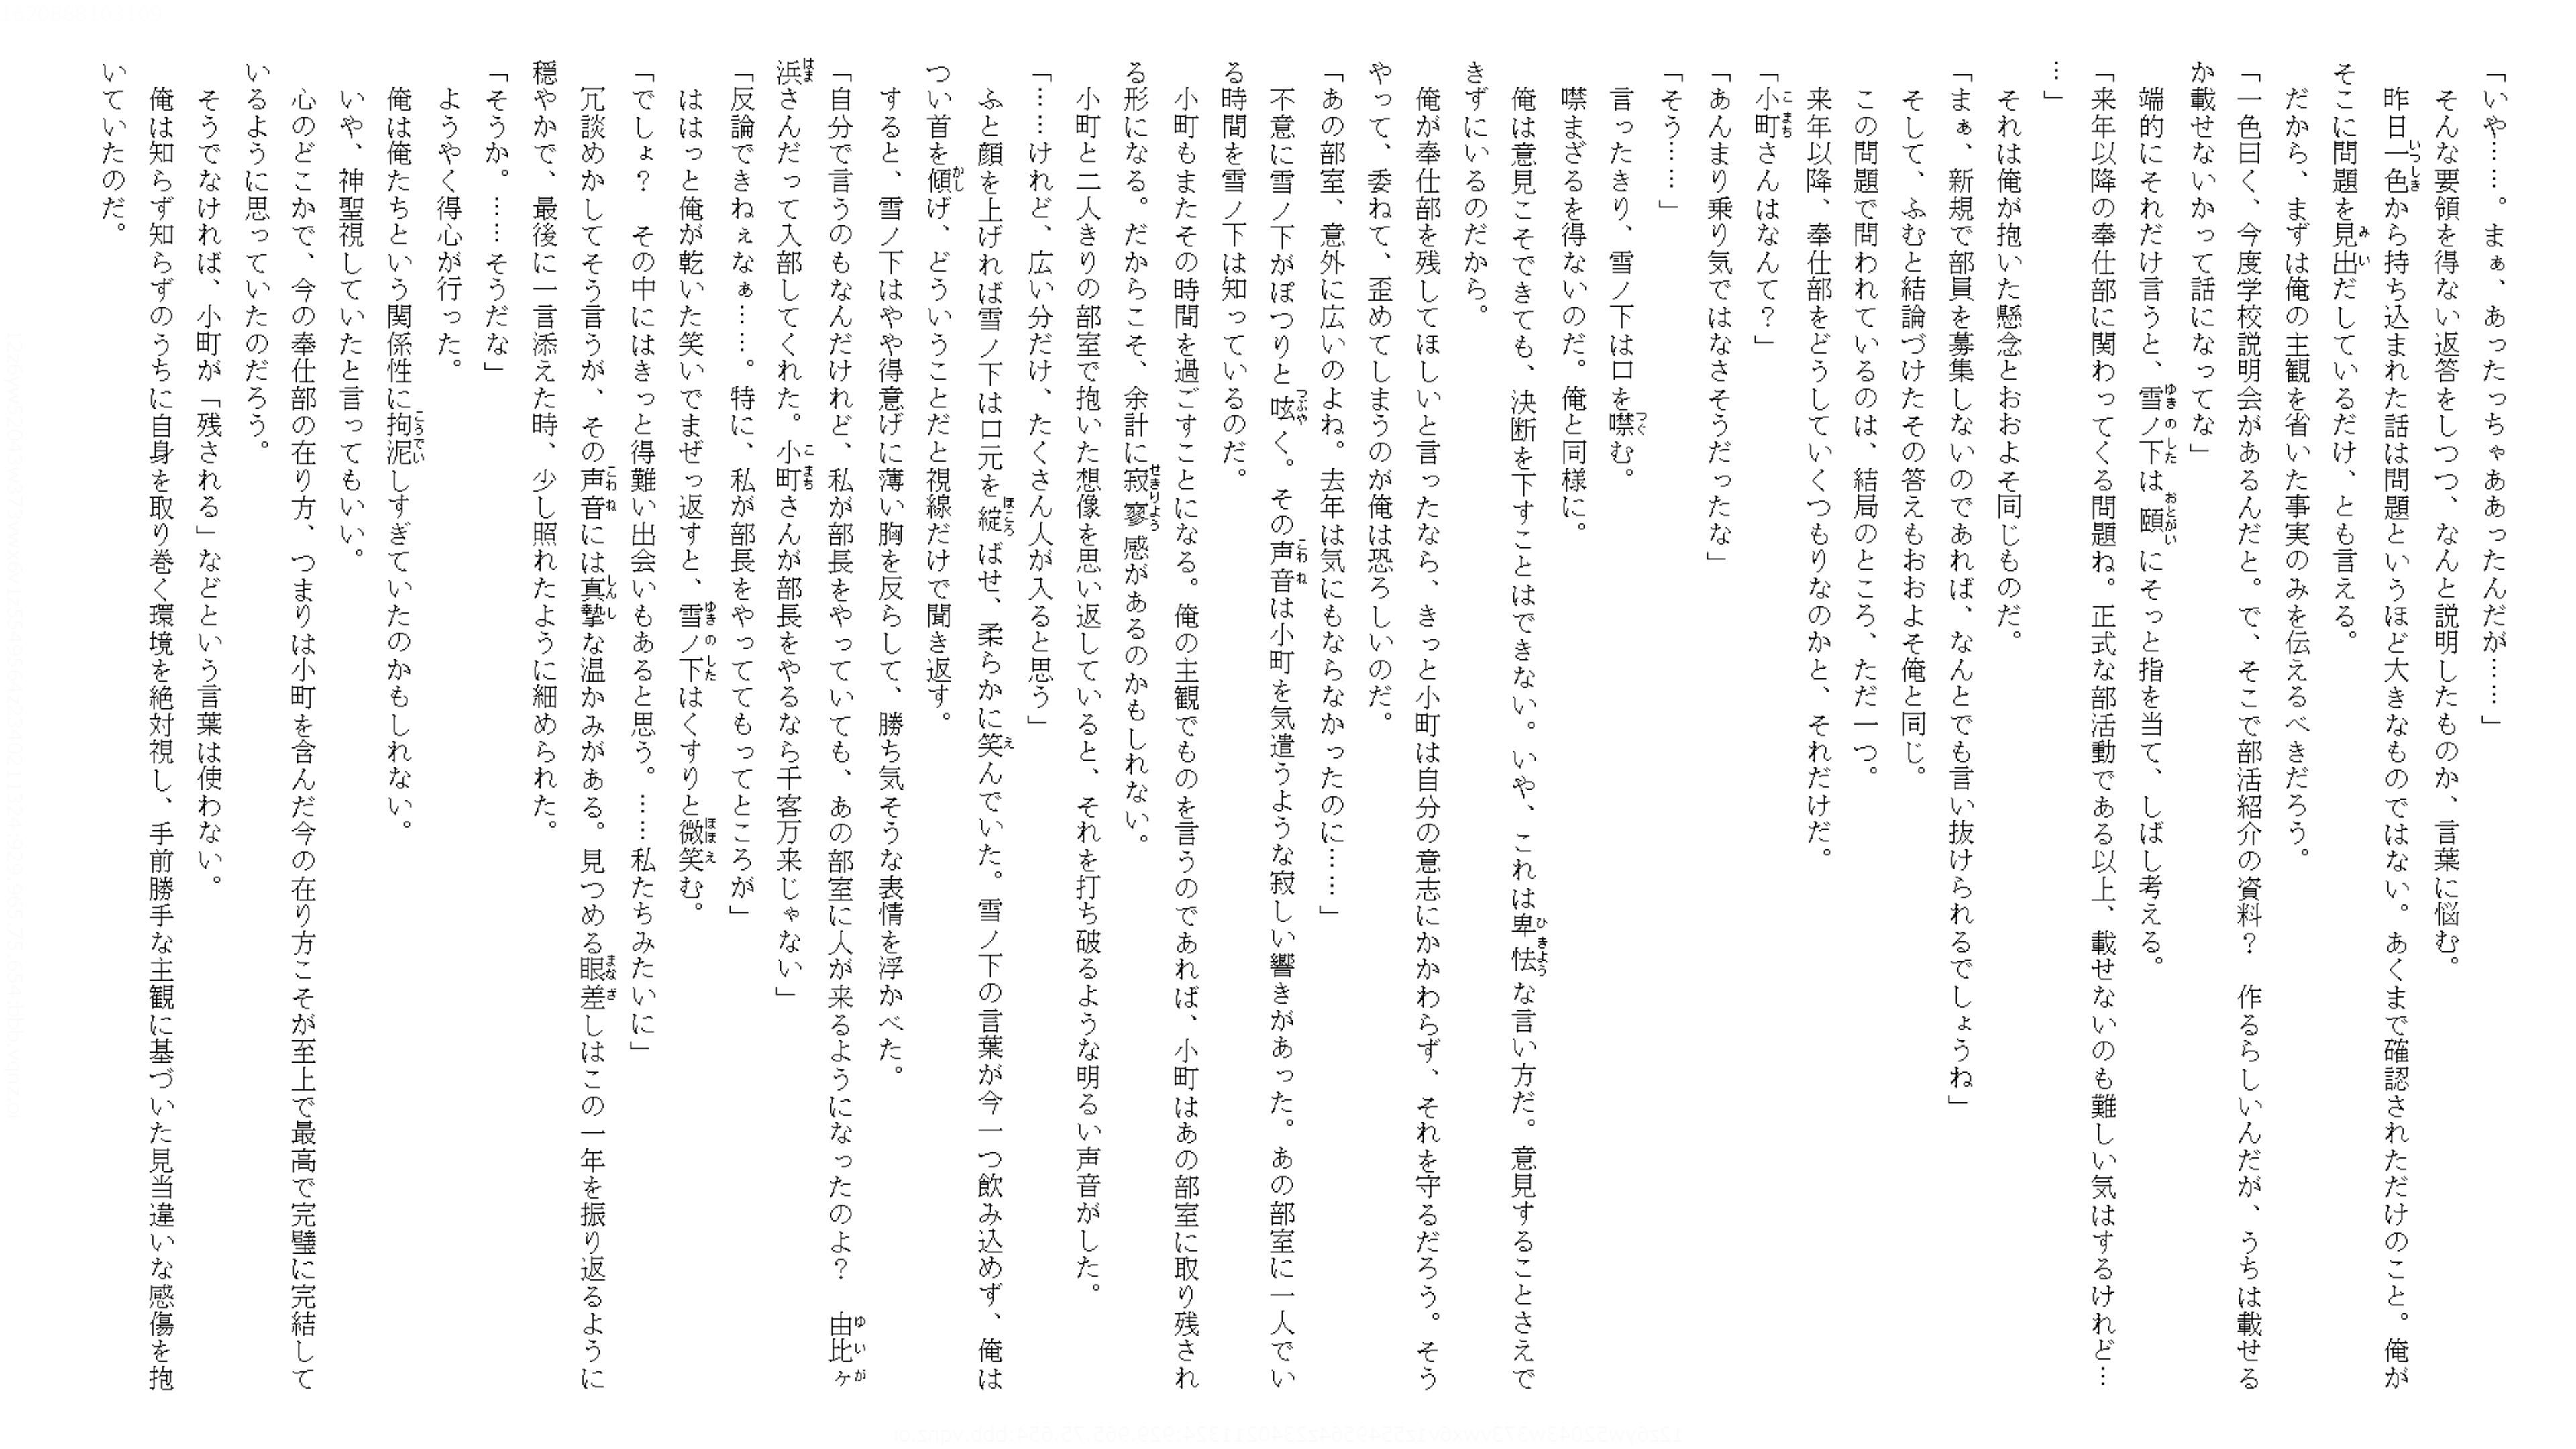 「いや……。まぁ、あったっちゃああったんだが……」
　そんな要領を得ない返答をしつつ、なんと説明したものか、言葉に悩む。
　昨日一色から持ち込まれた話は問題というほど大きなものではない。あくまで確認されただけのこと。俺が
そこに問題を見出だしているだけ、とも言える。
　だから、まずは俺の主観を省いた事実のみを伝えるべきだろう。
「一色曰く、今度学校説明会があるんだと。で、そこで部活紹介の資料？　作るらしいんだが、うちは載せる
か載せないかって話になってな」
　端的にそれだけ言うと、雪ノ下は頤にそっと指を当て、しばし考える。
「来年以降の奉仕部に関わってくる問題ね。正式な部活動である以上、載せないのも難しい気はするけれど…
…」
　それは俺が抱いた懸念とおおよそ同じものだ。
「まぁ、新規で部員を募集しないのであれば、なんとでも言い抜けられるでしょうね」
　そして、ふむと結論づけたその答えもおおよそ俺と同じ。
　この問題で問われているのは、結局のところ、ただ一つ。
　来年以降、奉仕部をどうしていくつもりなのかと、それだけだ。
「小町さんはなんて？」
「あんまり乗り気ではなさそうだったな」
「そう……」
　言ったきり、雪ノ下は口を噤む。
　噤まざるを得ないのだ。俺と同様に。
　俺は意見こそできても、決断を下すことはできない。いや、これは卑怯な言い方だ。意見することさえで
きずにいるのだから。
　俺が奉仕部を残してほしいと言ったなら、きっと小町は自分の意志にかかわらず、それを守るだろう。そう
やって、委ねて、歪めてしまうのが俺は恐ろしいのだ。
「あの部室、意外に広いのよね。去年は気にもならなかったのに……」
　不意に雪ノ下がぽつりと呟く。その声音は小町を気遣うような寂しい響きがあった。あの部室に一人でい
る時間を雪ノ下は知っているのだ。
　小町もまたその時間を過ごすことになる。俺の主観でものを言うのであれば、小町はあの部室に取り残され
る形になる。だからこそ、余計に寂寥感があるのかもしれない。
　小町と二人きりの部室で抱いた想像を思い返していると、それを打ち破るような明るい声音がした。
「……けれど、広い分だけ、たくさん人が入ると思う」
　ふと顔を上げれば雪ノ下は口元を綻ばせ、柔らかに笑んでいた。雪ノ下の言葉が今一つ飲み込めず、俺は
つい首を傾げ、どういうことだと視線だけで聞き返す。
　すると、雪ノ下はやや得意げに薄い胸を反らして、勝ち気そうな表情を浮かべた。
「自分で言うのもなんだけれど、私が部長をやっていても、あの部室に人が来るようになったのよ？　由比ヶ
浜さんだって入部してくれた。小町さんが部長をやるなら千客万来じゃない」
「反論できねぇなぁ……。特に、私が部長をやっててもってところが」
　ははっと俺が乾いた笑いでまぜっ返すと、雪ノ下はくすりと微笑む。
「でしょ？　その中にはきっと得難い出会いもあると思う。……私たちみたいに」
　冗談めかしてそう言うが、その声音には真摯な温かみがある。見つめる眼差しはこの一年を振り返るように
穏やかで、最後に一言添えた時、少し照れたように細められた。
「そうか。……そうだな」
　ようやく得心が行った。
　俺は俺たちという関係性に拘泥しすぎていたのかもしれない。
　いや、神聖視していたと言ってもいい。
　心のどこかで、今の奉仕部の在り方、つまりは小町を含んだ今の在り方こそが至上で最高で完璧に完結して
いるように思っていたのだろう。
　そうでなければ、小町が「残される」などという言葉は使わない。
　俺は知らず知らずのうちに自身を取り巻く環境を絶対視し、手前勝手な主観に基づいた見当違いな感傷を抱
いていたのだ。